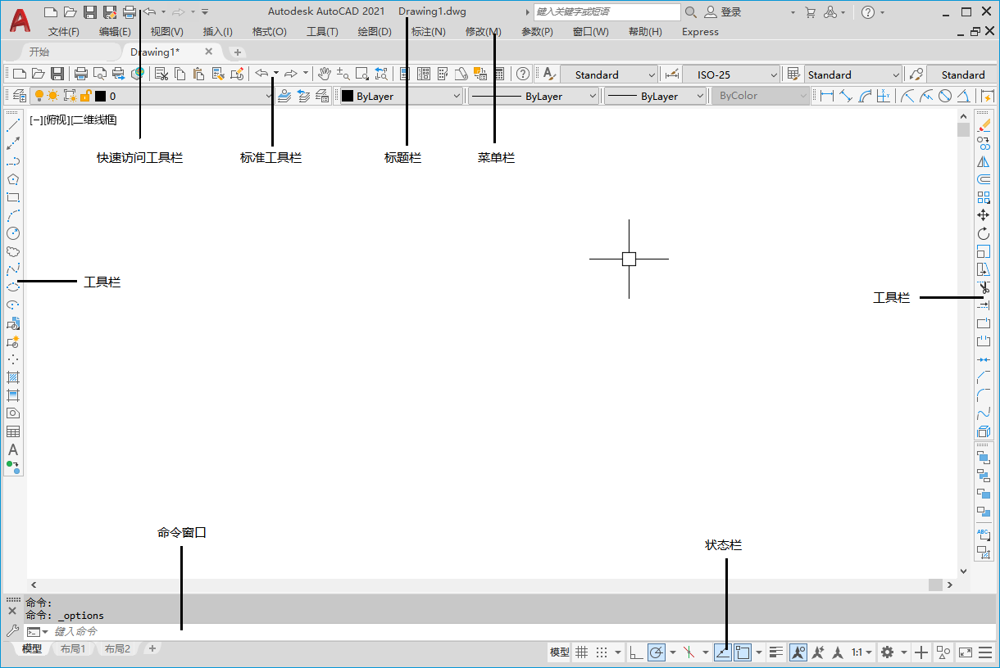 Autodesk AutoCAD 2021 Drawing1.dwg 键入关键字或短语 登录
文件(F) 编辑(E) 视图(V) 插入(I) 格式(O) 工具(T) 绘图(D) 标注(N) 修改(M) 参数(P) 窗口(W) 帮助(H) Express
开始 Drawing1*
Standard ISO-25 Standard Standard
0 ByLayer ByLayer ByLayer ByColor
[−][俯视][二维线框]
快速访问工具栏 标准工具栏 标题栏 菜单栏
工具栏
工具栏
A
ABC
命令窗口
状态栏
命令:
命令: _options
键入命令
模型 布局1 布局2 + 模型 1:1